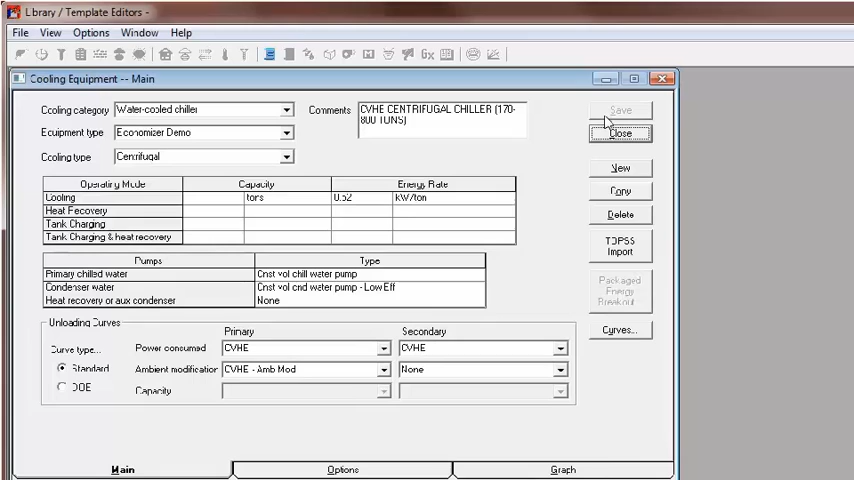 Library / Template Editors -
File View Options Window Help
Cooling Equipment -- Main
Cooling category Water-cooled chiller
Comments CVHE CENTRIFUGAL CHILLER (170-
800 TONS)
Save
Equipment type Economizer Demo
Close
Cooling type Centrifugal
New
Operating Mode Capacity Energy Rate
Cooling tons 0.52 kW/ton
Copy
Heat Recovery
Delete
Tank Charging
Tank Charging & heat recovery
TOPSS
Import
Pumps Type
Primary chilled water Cnst vol chill water pump
Condenser water Cnst vol cnd water pump - Low Eff
Heat recovery or aux condenser None
Packaged
Energy
Breakout...
Unloading Curves
Primary Secondary
Curves...
Curve type...
Power consumed CVHE CVHE
Standard
Ambient modification CVHE - Amb Mod None
DOE
Capacity
Main Options Graph